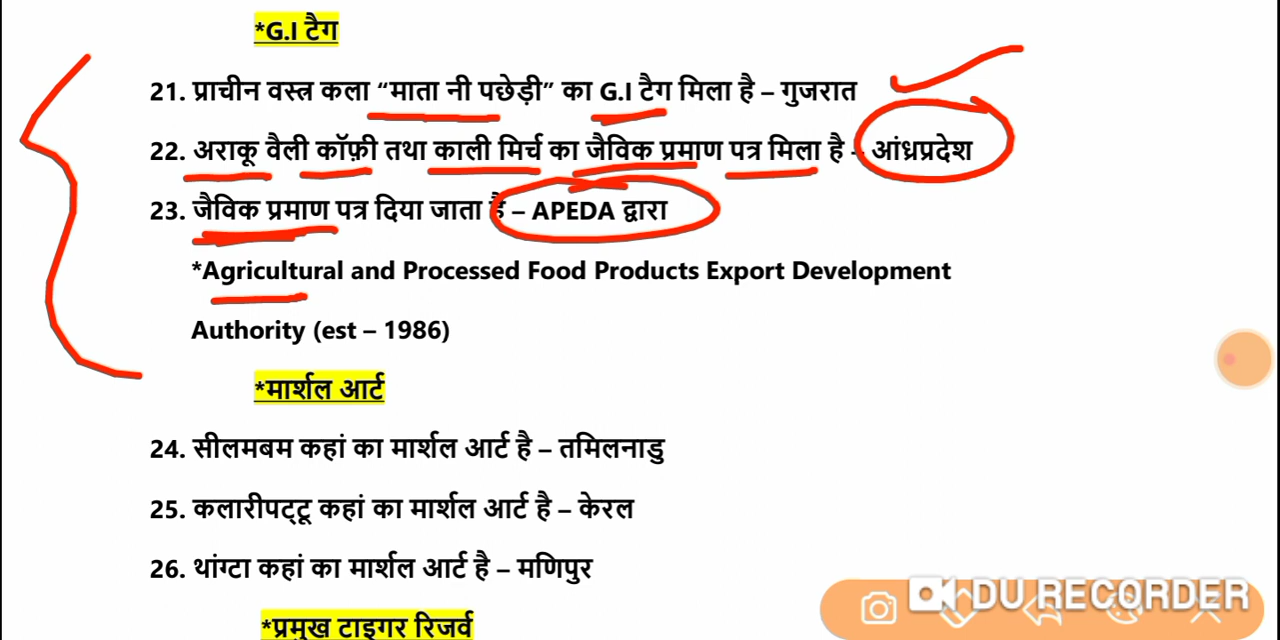 *G.I टैग
21. प्राचीन वस्त्र कला “माता नी पछेड़ी” का G.I टैग मिला है – गुजरात
22. अराकू वैली कॉफ़ी तथा काली मिर्च का जैविक प्रमाण पत्र मिला है – आंध्रप्रदेश
23. जैविक प्रमाण पत्र दिया जाता है – APEDA द्वारा
*Agricultural and Processed Food Products Export Development
Authority (est – 1986)
*मार्शल आर्ट
24. सीलमबम कहां का मार्शल आर्ट है – तमिलनाडु
25. कलारीपट्टू कहां का मार्शल आर्ट है – केरल
26. थांग्टा कहां का मार्शल आर्ट है – मणिपुर
*प्रमुख टाइगर रिजर्व
DU RECORDER